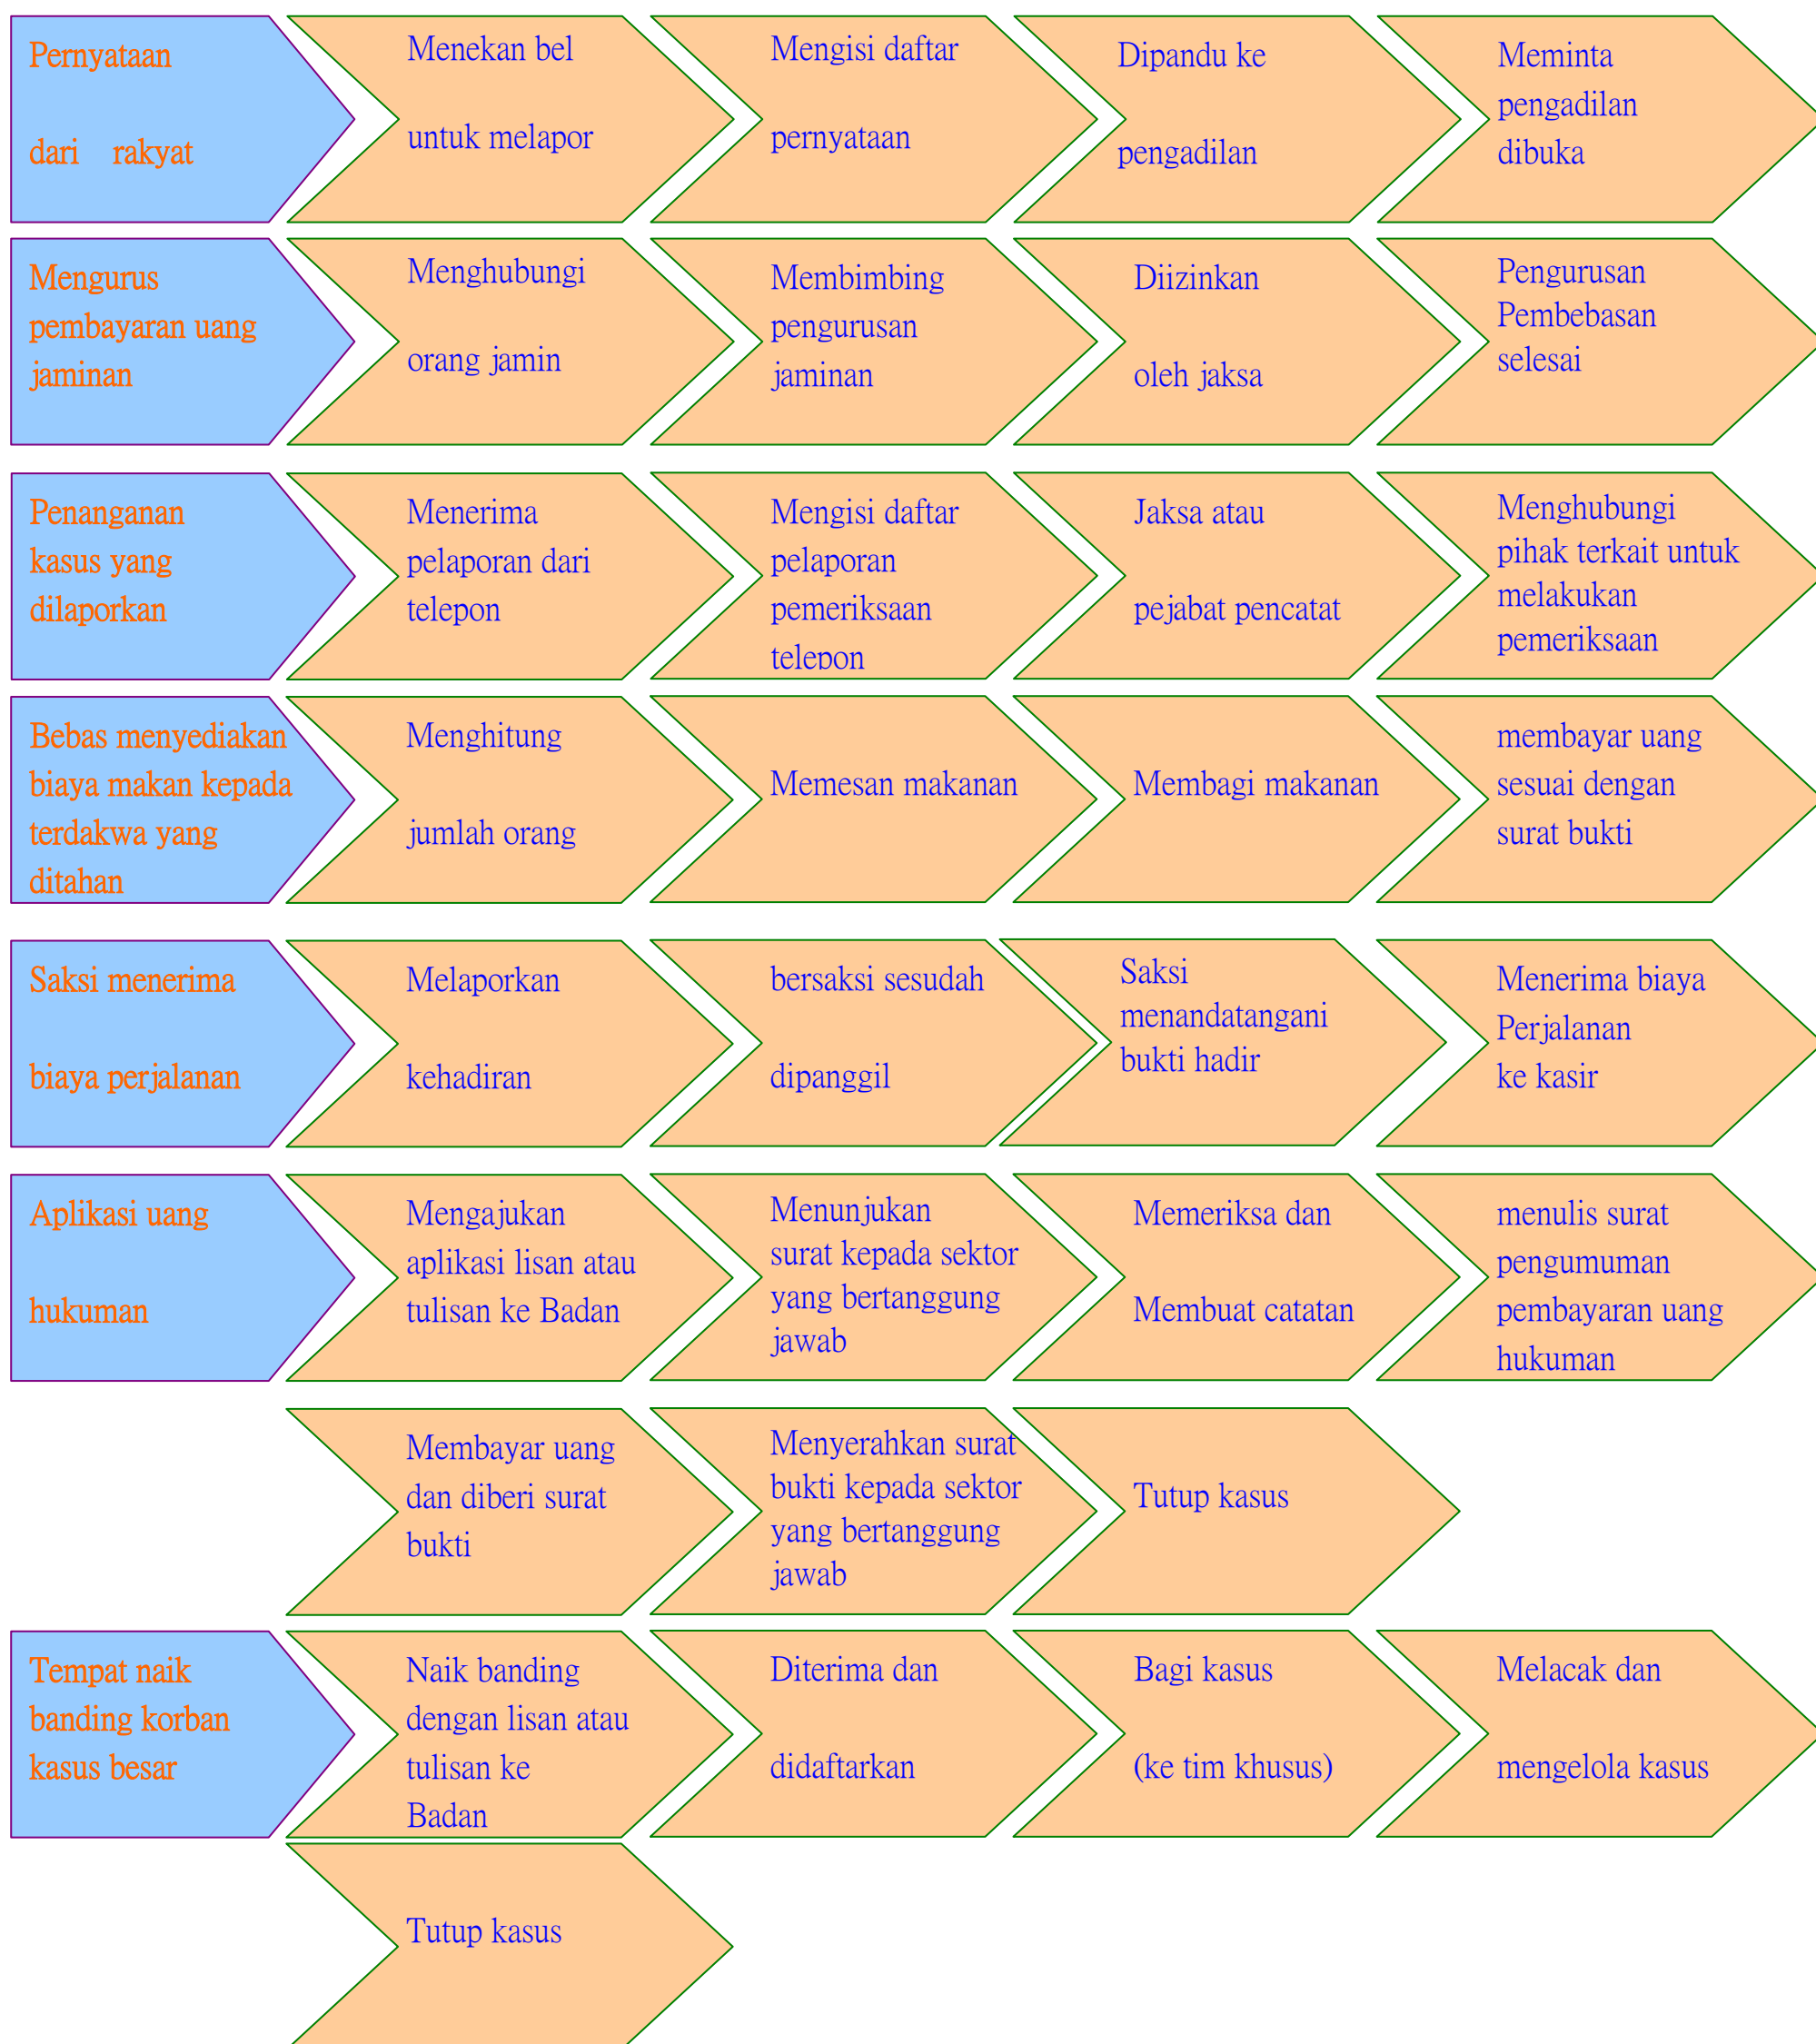 Pernyataan
dari rakyat
Menekan bel
untuk melapor
Mengisi daftar
pernyataan
Dipandu ke
pengadilan
Meminta
pengadilan
dibuka
Mengurus
pembayaran uang
jaminan
Menghubungi
orang jamin
Membimbing
pengurusan
jaminan
Diizinkan
oleh jaksa
Pengurusan
Pembebasan
selesai
Penanganan
kasus yang
dilaporkan
Menerima
pelaporan dari
telepon
Mengisi daftar
pelaporan
pemeriksaan
telepon
Jaksa atau
pejabat pencatat
Menghubungi
pihak terkait untuk
melakukan
pemeriksaan
Bebas menyediakan
biaya makan kepada
terdakwa yang
ditahan
Menghitung
jumlah orang
Memesan makanan
Membagi makanan
membayar uang
sesuai dengan
surat bukti
Saksi menerima
biaya perjalanan
Melaporkan
kehadiran
bersaksi sesudah
dipanggil
Saksi
menandatangani
bukti hadir
Menerima biaya
Perjalanan
ke kasir
Aplikasi uang
hukuman
Mengajukan
aplikasi lisan atau
tulisan ke Badan
Menunjukan
surat kepada sektor
yang bertanggung
jawab
Memeriksa dan
Membuat catatan
menulis surat
pengumuman
pembayaran uang
hukuman
Membayar uang
dan diberi surat
bukti
Menyerahkan surat
bukti kepada sektor
yang bertanggung
jawab
Tutup kasus
Tempat naik
banding korban
kasus besar
Naik banding
dengan lisan atau
tulisan ke
Badan
Diterima dan
didaftarkan
Bagi kasus
(ke tim khusus)
Melacak dan
mengelola kasus
Tutup kasus